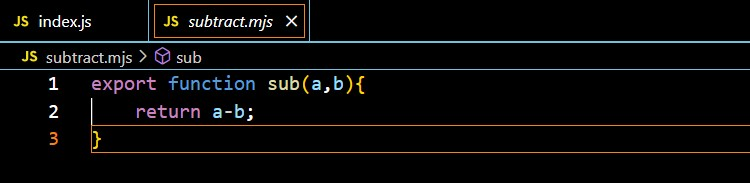 JS index.js JS subtract.mjs ×
JS subtract.mjs > sub
1 export function sub(a,b){
2 return a-b;
3 }